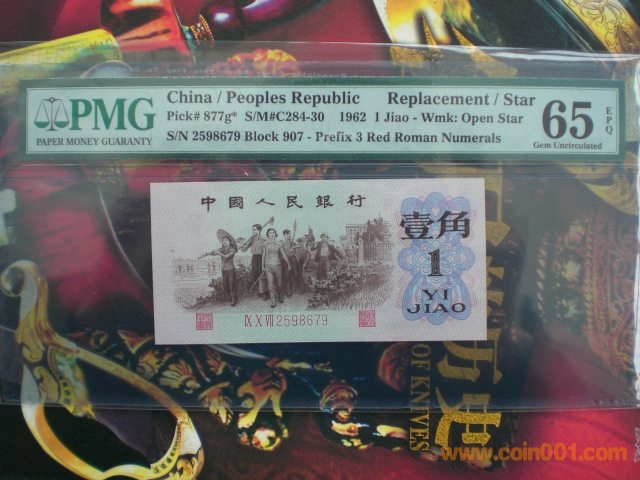 PMG
PAPER MONEY GUARANTY
China / Peoples Republic Replacement / Star
Pick# 877g* S/M#C284-30 1962 1 Jiao - Wmk: Open Star
S/N 2598679 Block 907 - Prefix 3 Red Roman Numerals
65
EPQ
Gem Uncirculated
中國人民銀行
壹角
1
YI
JIAO
IX X VII 2598679
OF KNIVES
www.coin001.com